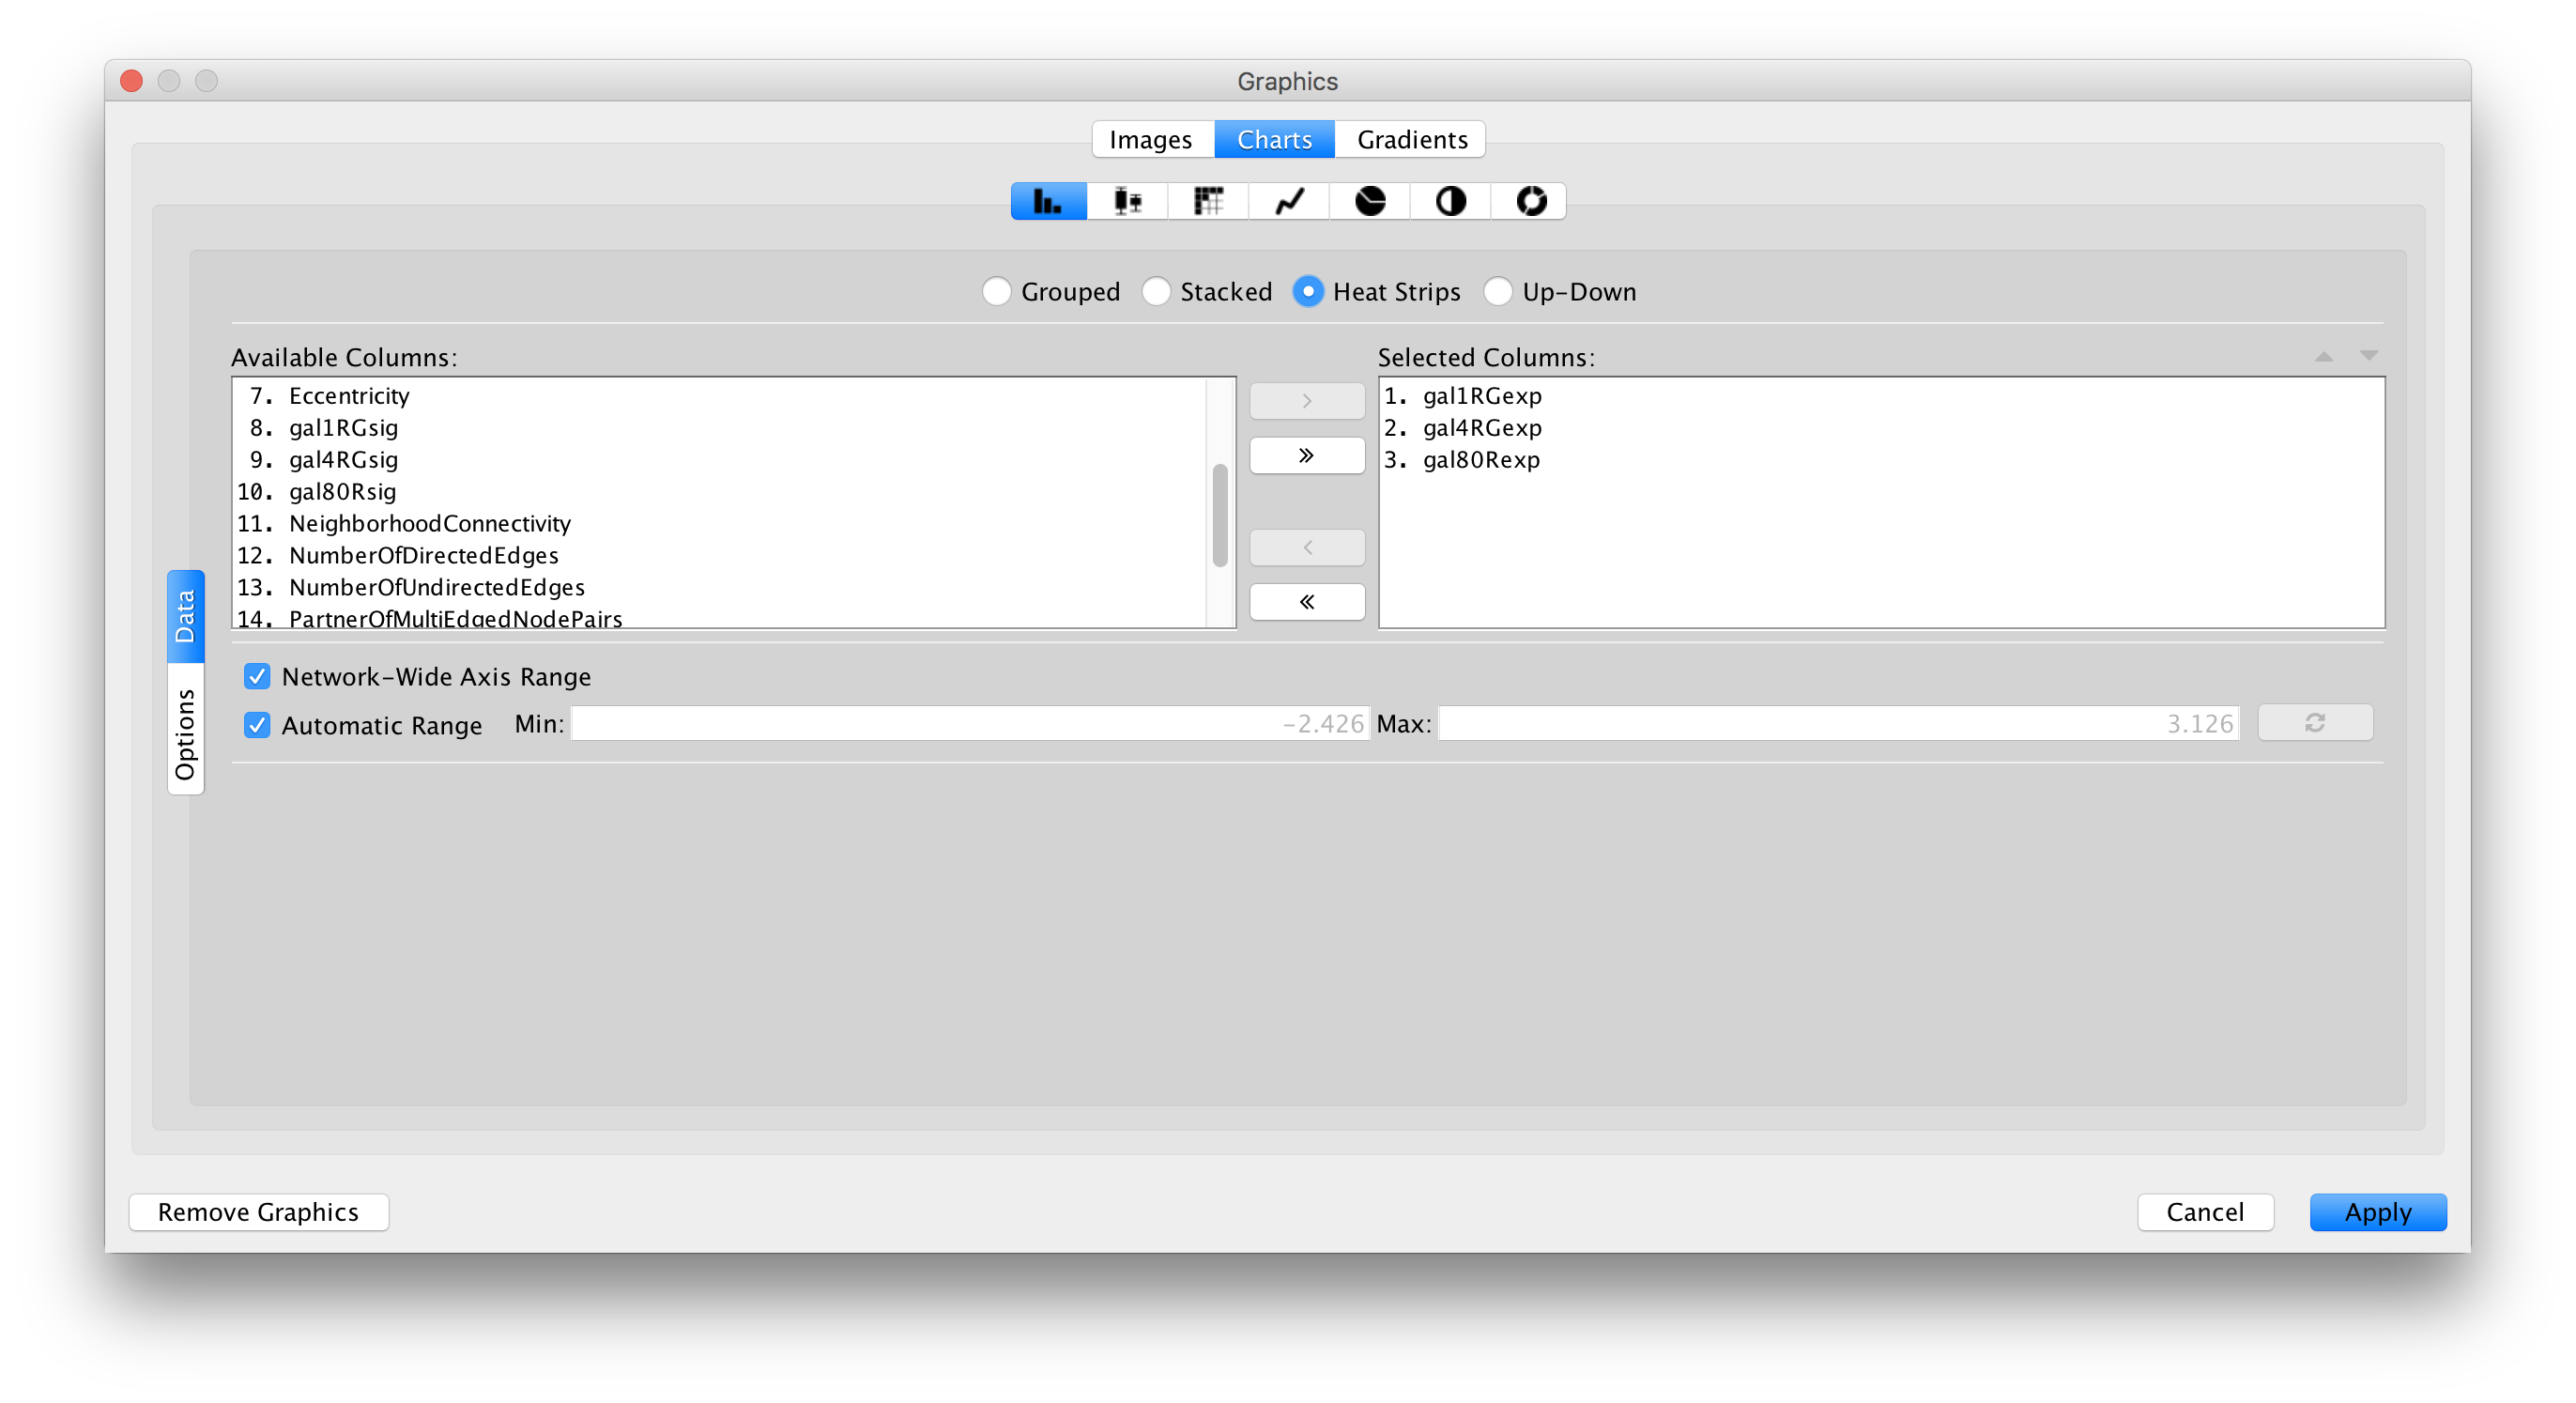 Graphics
Images Charts Gradients
Grouped Stacked Heat Strips Up-Down
Available Columns:
7. Eccentricity
8. gal1RGsig
9. gal4RGsig
10. gal80Rsig
11. NeighborhoodConnectivity
12. NumberOfDirectedEdges
13. NumberOfUndirectedEdges
14. PartnerOfMultiEdgedNodePairs
>
»
<
«
Selected Columns:
1. gal1RGexp
2. gal4RGexp
3. gal80Rexp
Data
Options
Network-Wide Axis Range
Automatic Range Min: -2.426 Max: 3.126
Remove Graphics Cancel Apply